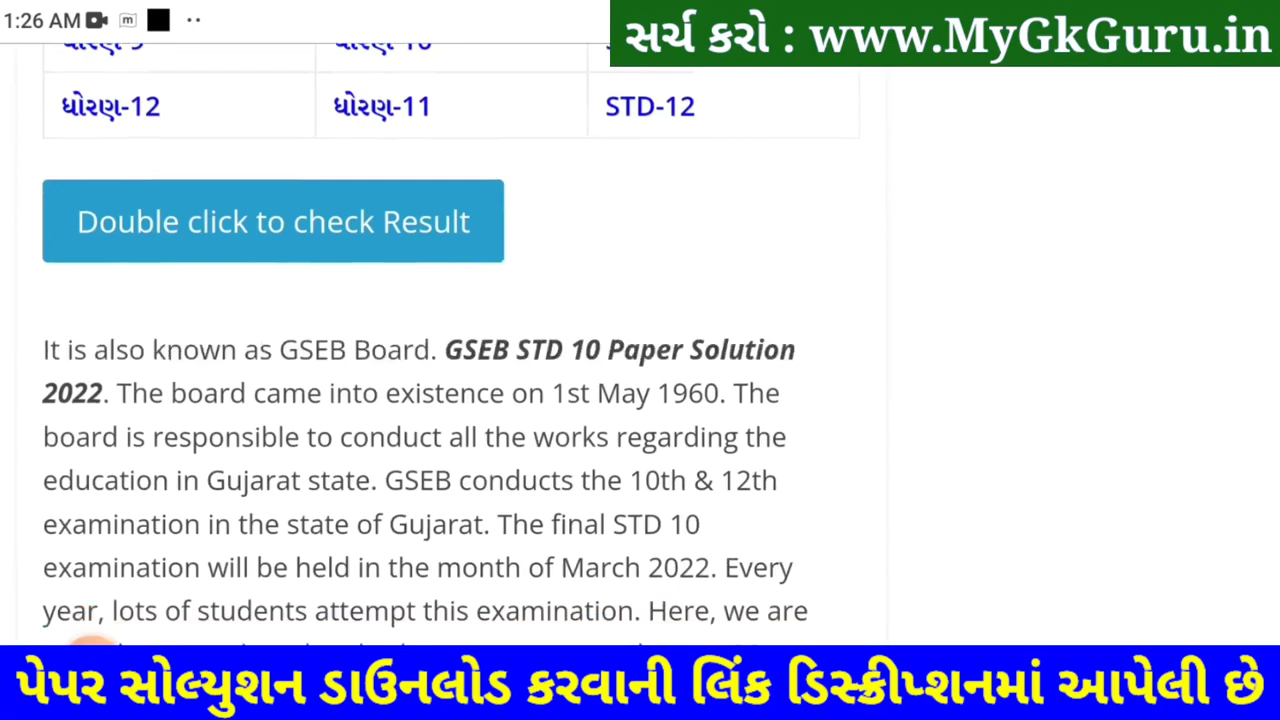 1:26 AM
સર્ચ કરો : www.MyGkGuru.in
ધોરણ-12 ધોરણ-11 STD-12
Double click to check Result
It is also known as GSEB Board. GSEB STD 10 Paper Solution
2022. The board came into existence on 1st May 1960. The
board is responsible to conduct all the works regarding the
education in Gujarat state. GSEB conducts the 10th & 12th
examination in the state of Gujarat. The final STD 10
examination will be held in the month of March 2022. Every
year, lots of students attempt this examination. Here, we are
પેપર સોલ્યુશન ડાઉનલોડ કરવાની લિંક ડિસ્ક્રીપ્શનમાં આપેલી છે